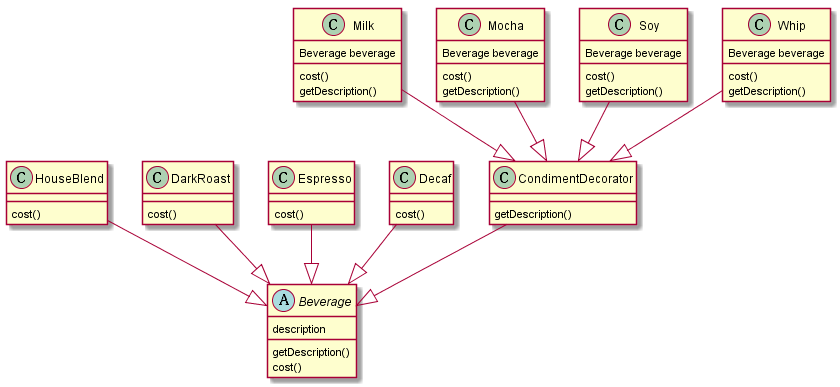 C Milk
Beverage beverage
cost()
getDescription()
C Mocha
Beverage beverage
cost()
getDescription()
C Soy
Beverage beverage
cost()
getDescription()
C Whip
Beverage beverage
cost()
getDescription()
C HouseBlend
cost()
C DarkRoast
cost()
C Espresso
cost()
C Decaf
cost()
C CondimentDecorator
getDescription()
A Beverage
description
getDescription()
cost()